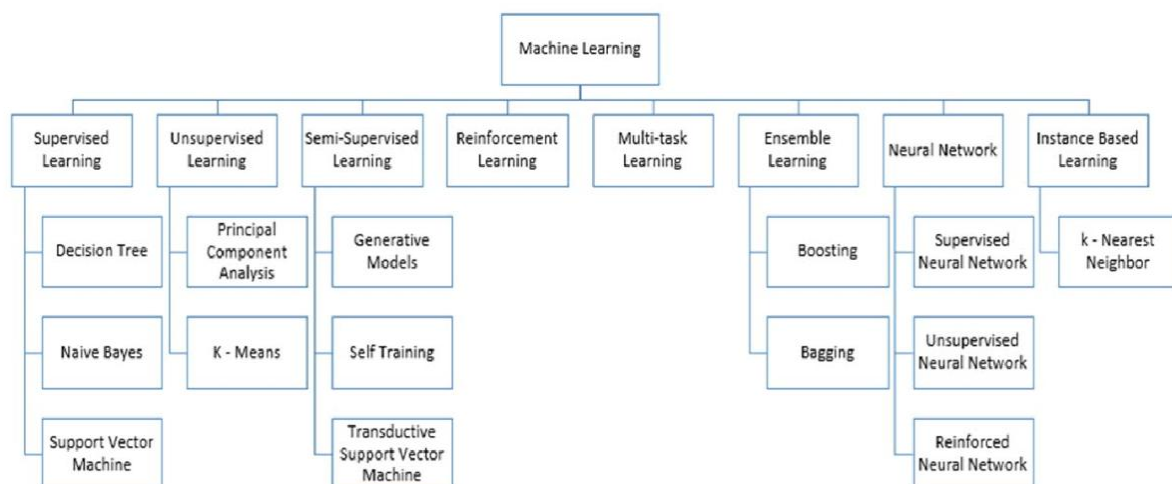 Machine Learning
Supervised
Learning
Unsupervised
Learning
Semi-Supervised
Learning
Reinforcement
Learning
Multi-task
Learning
Ensemble
Learning
Neural Network
Instance Based
Learning
Decision Tree
Principal
Component
Analysis
Generative
Models
Boosting
Supervised
Neural Network
k - Nearest
Neighbor
Naive Bayes
K - Means
Self Training
Bagging
Unsupervised
Neural Network
Support Vector
Machine
Transductive
Support Vector
Machine
Reinforced
Neural Network